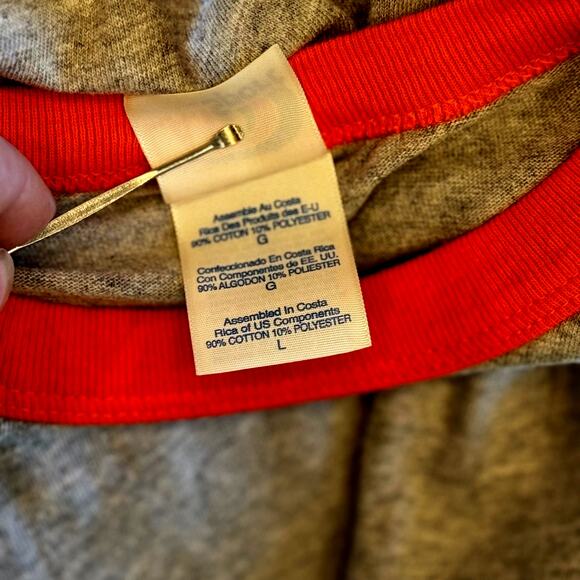 Assemble Au Costa
Rica Des Produits des E-U
90% COTON 10% POLYESTER
G
Confeccionado En Costa Rica
Con Componentes de EE. UU.
90% ALGODON 10% POLIESTER
G
Assembled In Costa
Rica of US Components
90% COTTON 10% POLYESTER
L